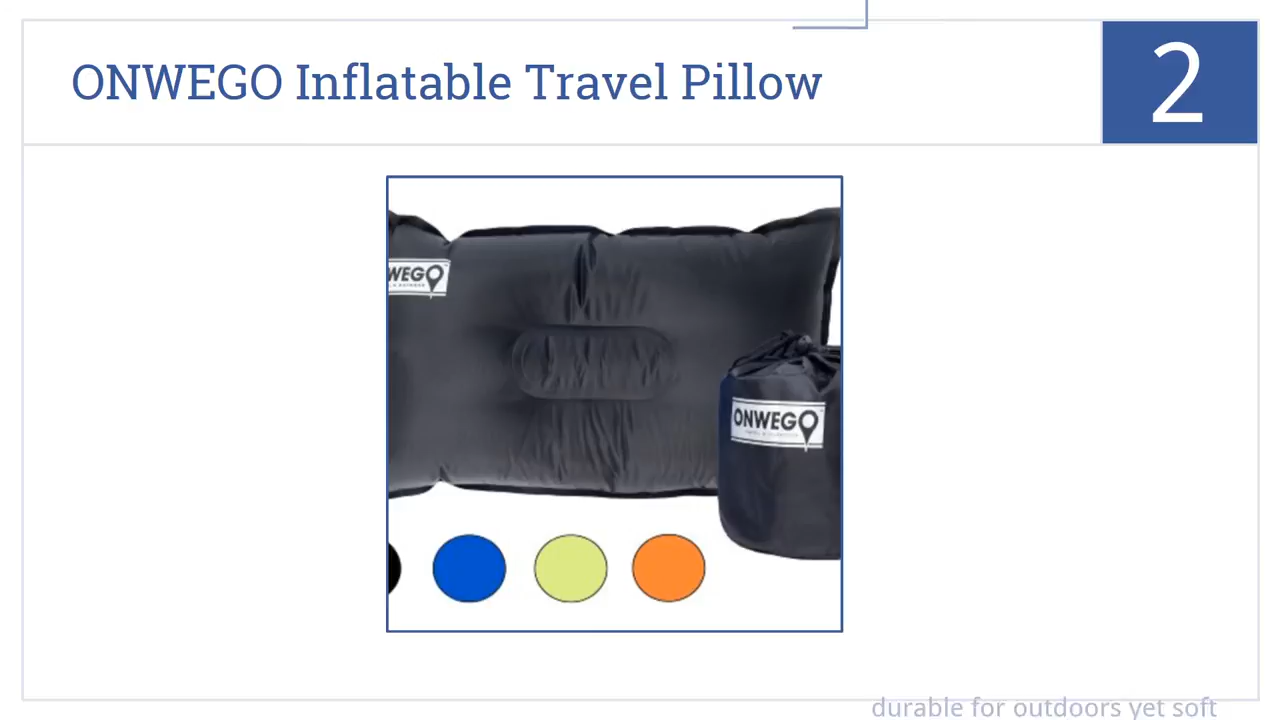 ONWEGO Inflatable Travel Pillow
2
WEGO
ONWEGO
durable for outdoors yet soft